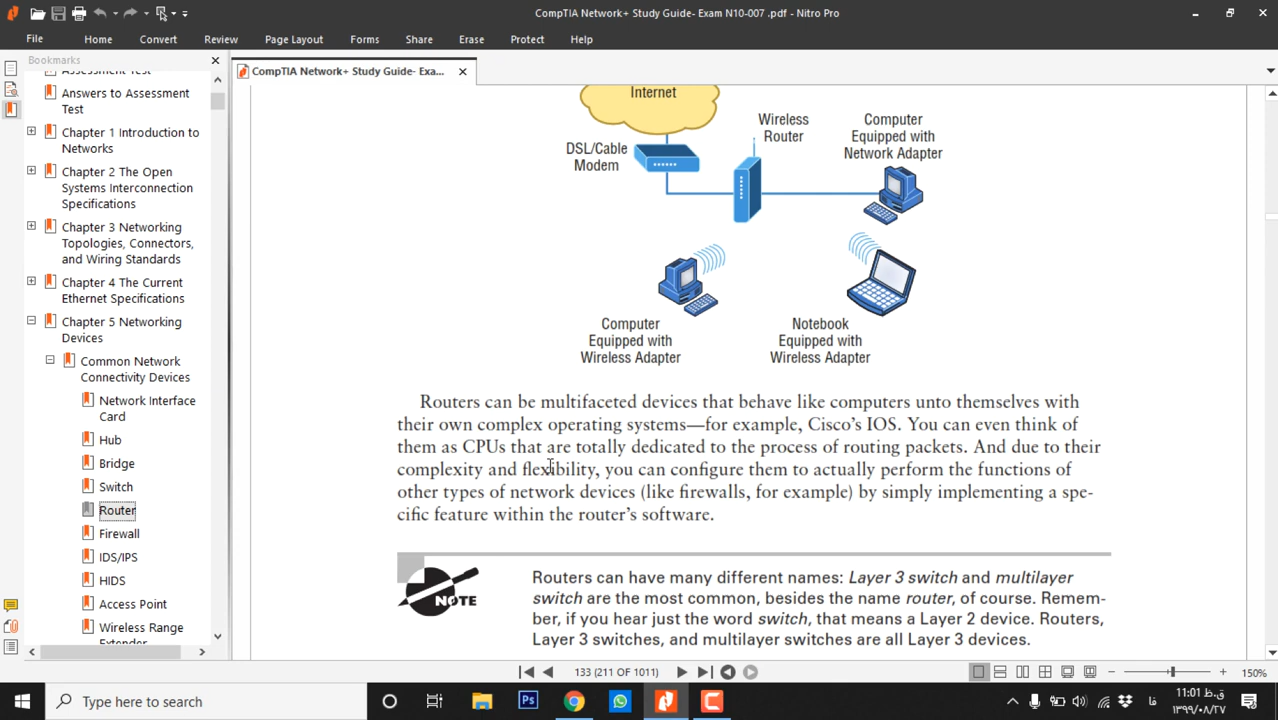 CompTIA Network+ Study Guide- Exam N10-007 .pdf - Nitro Pro
File Home Convert Review Page Layout Forms Share Erase Protect Help
Bookmarks
CompTIA Network+ Study Guide- Exa...
Assessment Test
Answers to Assessment
Test
Chapter 1 Introduction to
Networks
Chapter 2 The Open
Systems Interconnection
Specifications
Chapter 3 Networking
Topologies, Connectors,
and Wiring Standards
Chapter 4 The Current
Ethernet Specifications
Chapter 5 Networking
Devices
Common Network
Connectivity Devices
Network Interface
Card
Hub
Bridge
Switch
Router
Firewall
IDS/IPS
HIDS
Access Point
Wireless Range
Extender
Internet
DSL/Cable
Modem
Wireless
Router
Computer
Equipped with
Network Adapter
Computer
Equipped with
Wireless Adapter
Notebook
Equipped with
Wireless Adapter
Routers can be multifaceted devices that behave like computers unto themselves with
their own complex operating systems—for example, Cisco’s IOS. You can even think of
them as CPUs that are totally dedicated to the process of routing packets. And due to their
complexity and flexibility, you can configure them to actually perform the functions of
other types of network devices (like firewalls, for example) by simply implementing a spe-
cific feature within the router’s software.
NOTE
Routers can have many different names: Layer 3 switch and multilayer
switch are the most common, besides the name router, of course. Remem-
ber, if you hear just the word switch, that means a Layer 2 device. Routers,
Layer 3 switches, and multilayer switches are all Layer 3 devices.
133 (211 OF 1011)
150%
Type here to search
Ps
فا
11:01 ق.ظ
۱۳۹۹/۰۸/۲۷